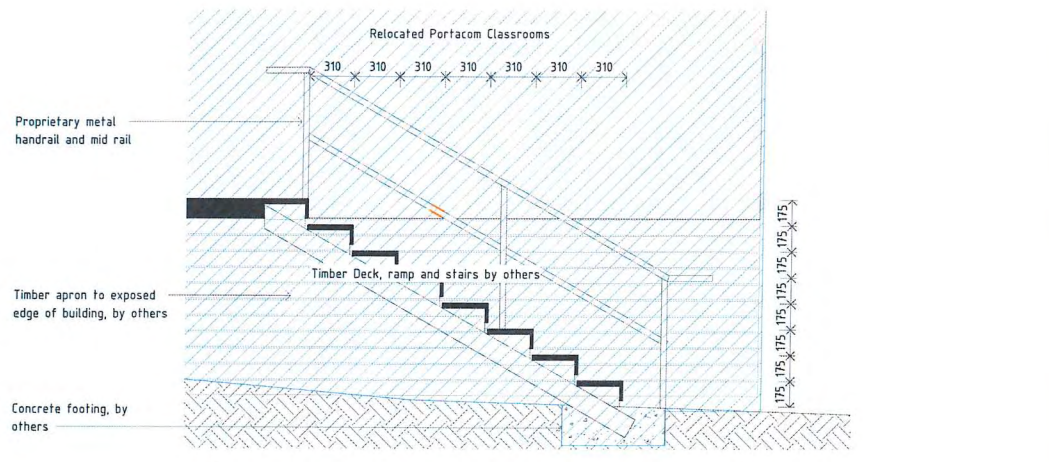 Relocated Portacom Classrooms
310 310 310 310 310 310 310
Proprietary metal
handrail and mid rail
175
175
175
175
175
175
175
175
Timber Deck, ramp and stairs by others
Timber apron to exposed
edge of building, by others
Concrete footing, by
others